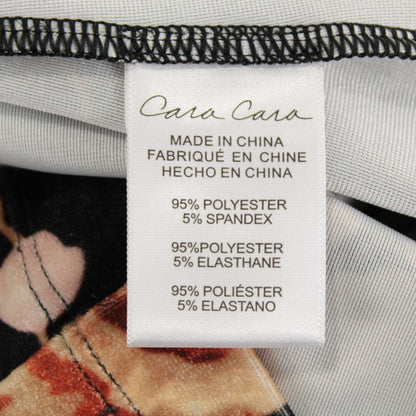 Cara Cara
MADE IN CHINA
FABRIQUÉ EN CHINE
HECHO EN CHINA
95% POLYESTER
5% SPANDEX
95%POLYESTER
5% ELASTHANE
95% POLIÉSTER
5% ELASTANO